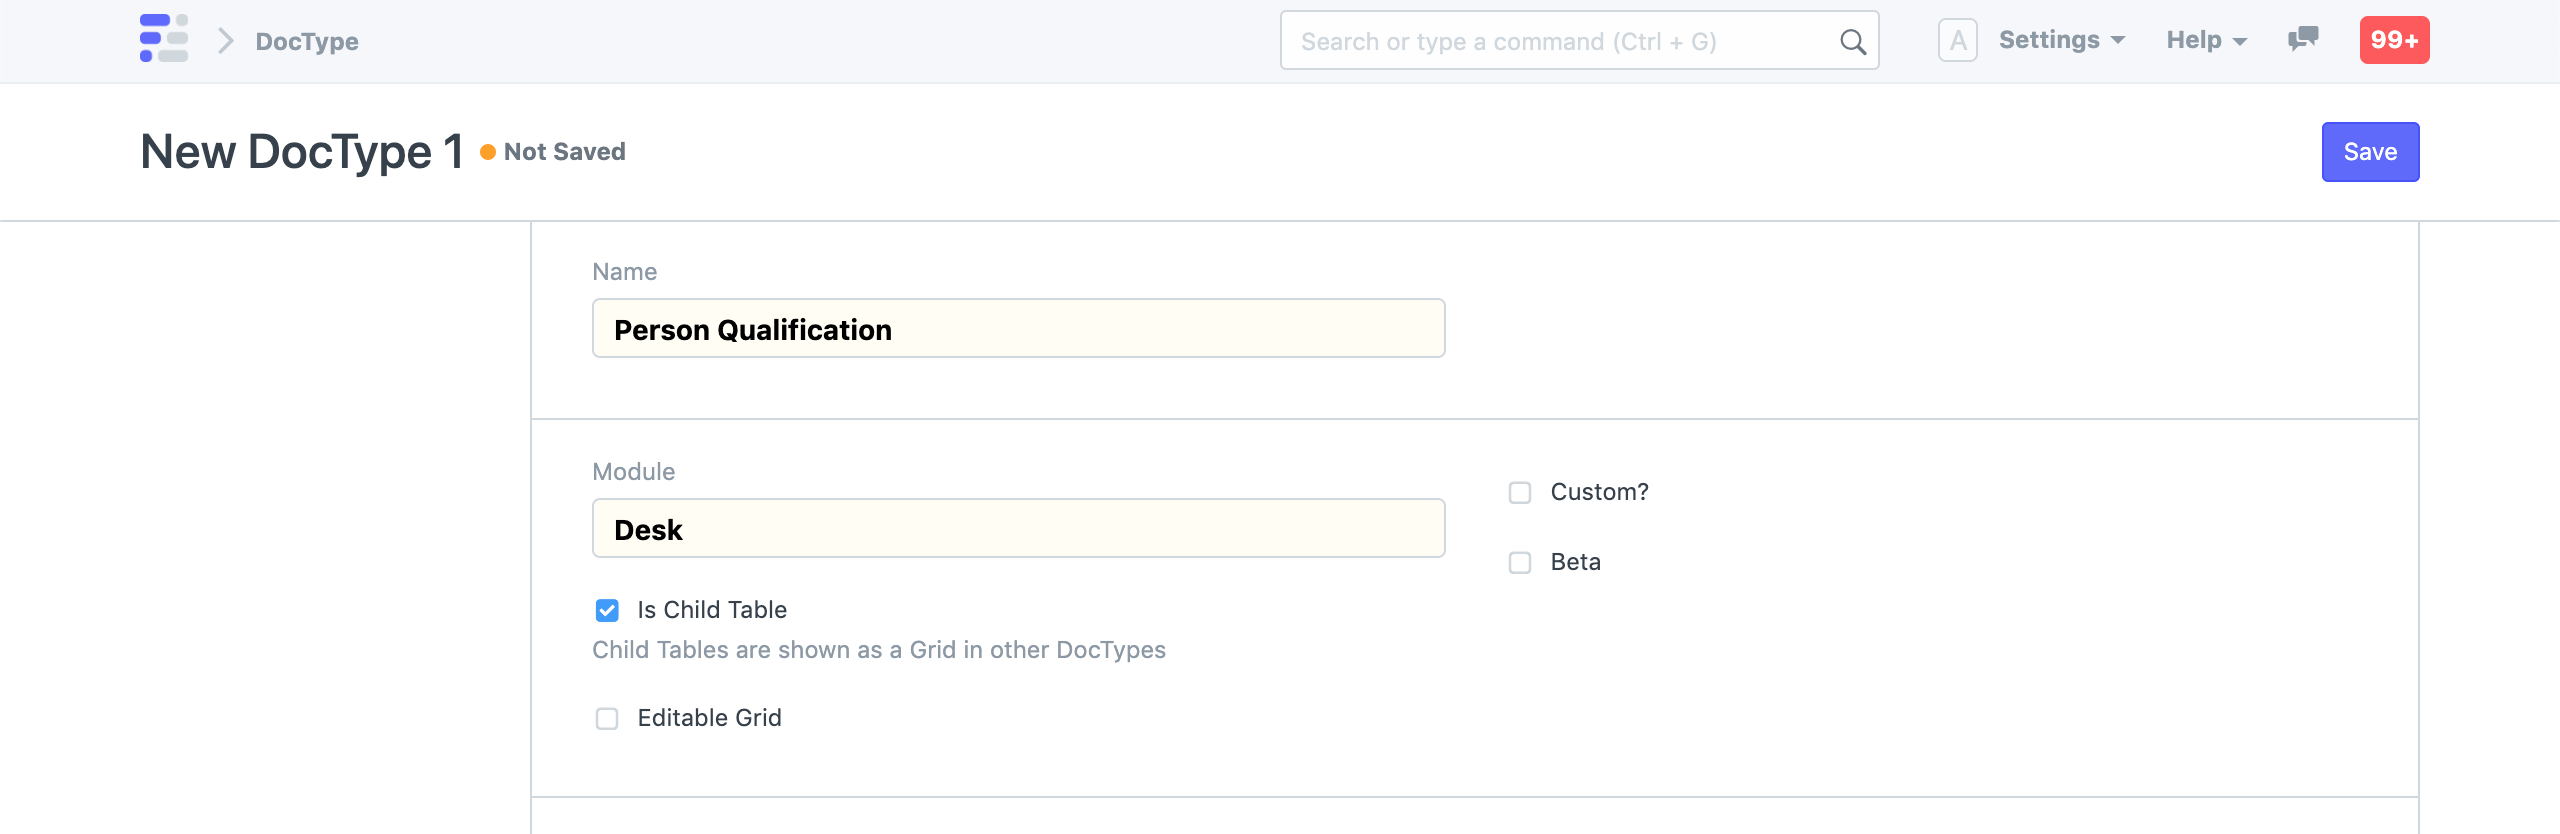 DocType
Search or type a command (Ctrl + G)
A
Settings
Help
99+
New DocType 1
Not Saved
Save
Name
Person Qualification
Module
Custom?
Desk
Beta
Is Child Table
Child Tables are shown as a Grid in other DocTypes
Editable Grid